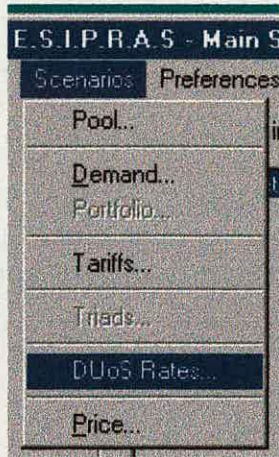 E.S.I.P.R.A.S - Main S
Scenarios Preferences
Pool...
Demand...
Portfolio...
Tariffs...
Triads...
DUoS Rates...
Price...